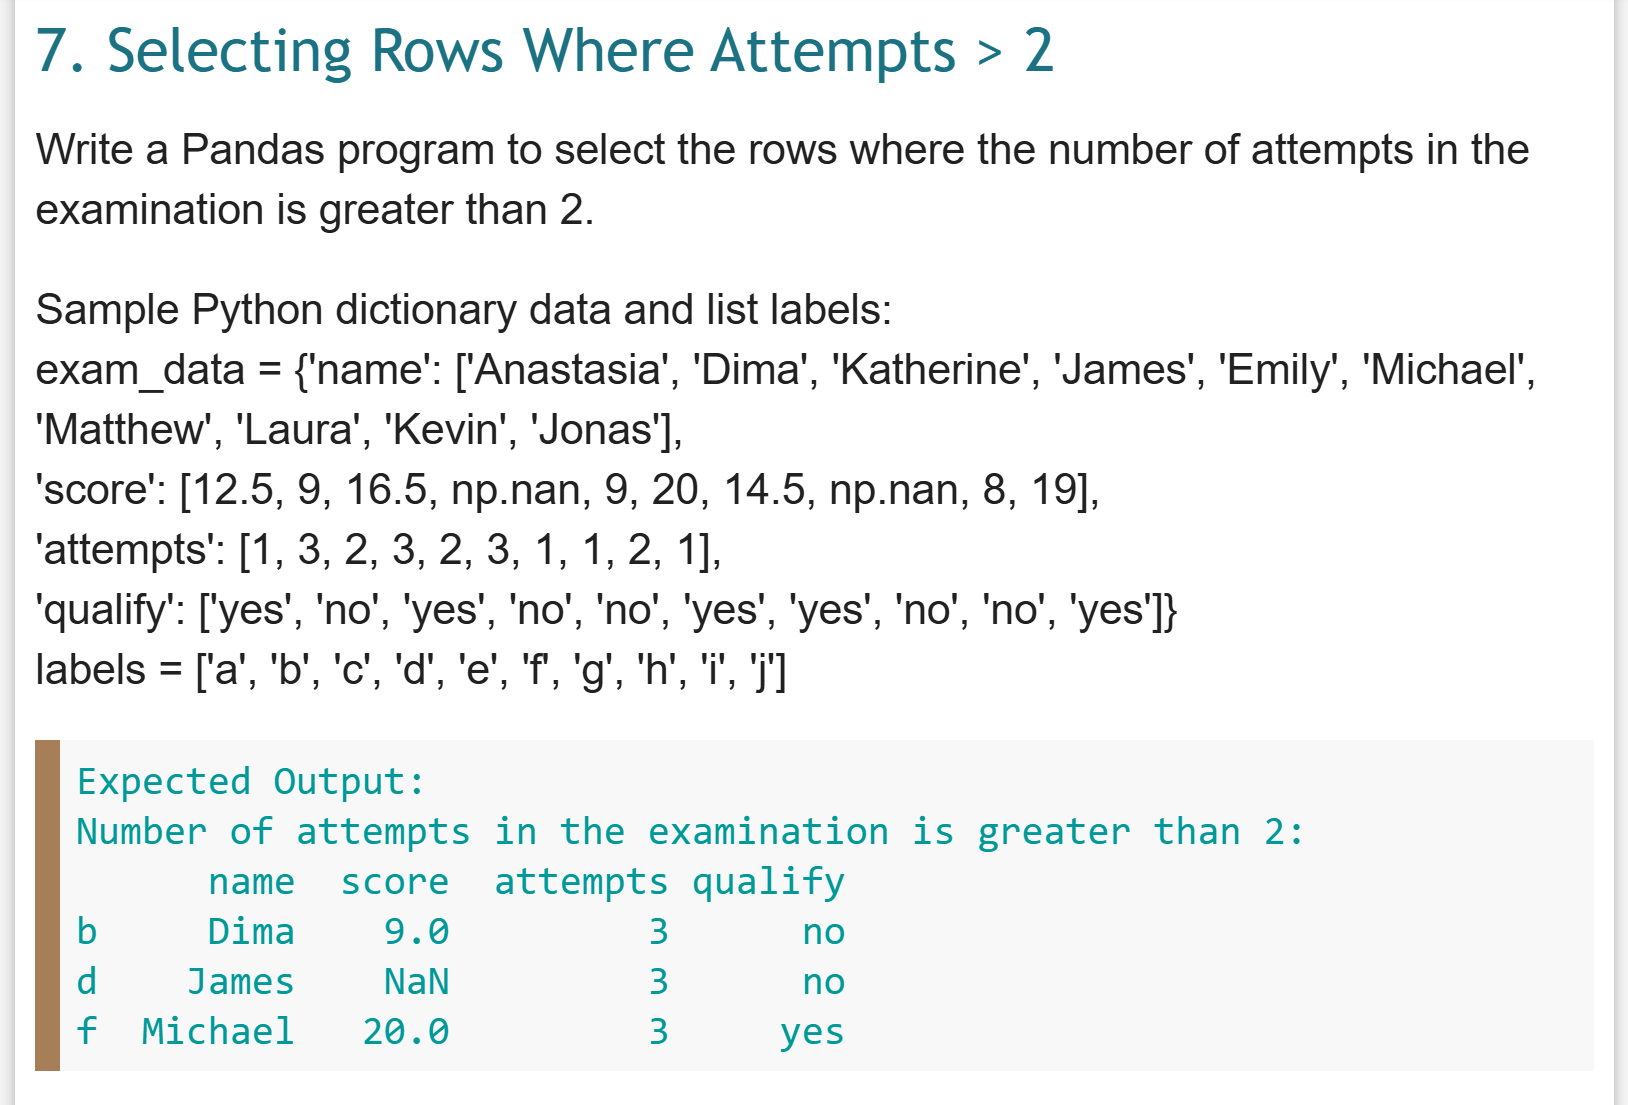 7. Selecting Rows Where Attempts > 2
Write a Pandas program to select the rows where the number of attempts in the
examination is greater than 2.
Sample Python dictionary data and list labels:
exam_data = {'name': ['Anastasia', 'Dima', 'Katherine', 'James', 'Emily', 'Michael',
'Matthew', 'Laura', 'Kevin', 'Jonas'],
'score': [12.5, 9, 16.5, np.nan, 9, 20, 14.5, np.nan, 8, 19],
'attempts': [1, 3, 2, 3, 2, 3, 1, 1, 2, 1],
'qualify': ['yes', 'no', 'yes', 'no', 'no', 'yes', 'yes', 'no', 'no', 'yes']}
labels = ['a', 'b', 'c', 'd', 'e', 'f', 'g', 'h', 'i', 'j']
Expected Output:
Number of attempts in the examination is greater than 2:
      name  score  attempts qualify
b     Dima    9.0         3      no
d    James    NaN         3      no
f  Michael   20.0         3     yes